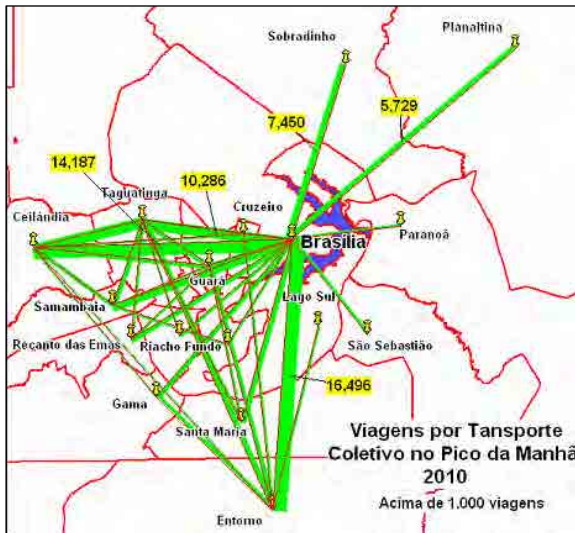 Planaltina
Sobradinho
5,729
7,450
14,187
Taguatinga
10,286
Cruzeiro
Ceilândia
Paranoá
Brasília
Guará
Samambaia
Lago Sul
Recanto das Emas
Riacho Fundo
São Sebastião
Gama
16,496
Santa Maria
Viagens por Tansporte
Coletivo no Pico da Manhã
2010
Acima de 1.000 viagens
Entorno